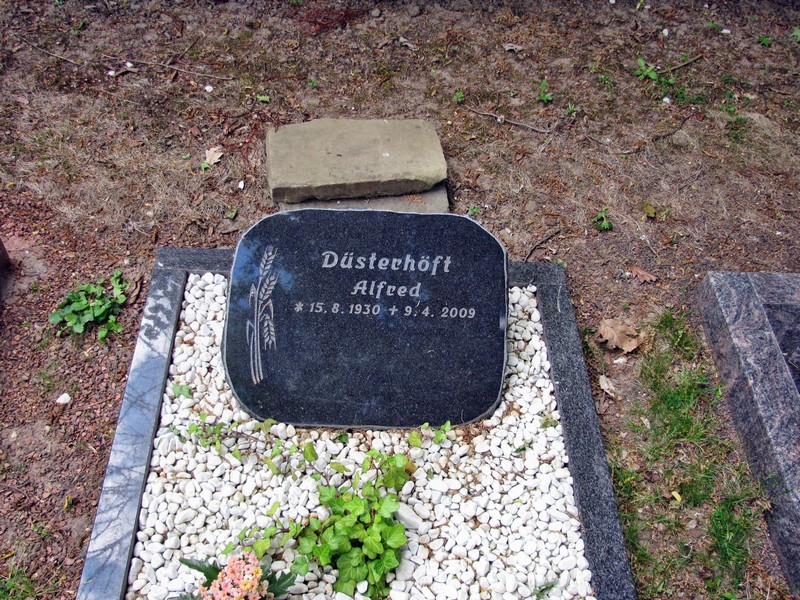 Düsterhöft
Alfred
* 15. 8. 1930 + 9. 4. 2009